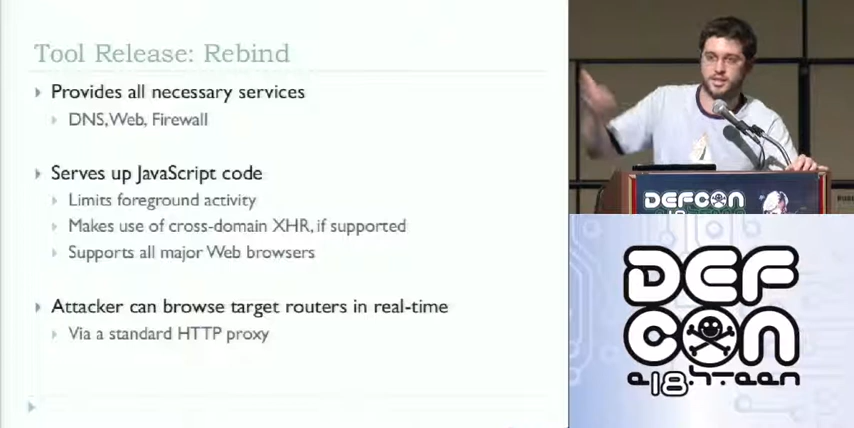 Tool Release: Rebind
Provides all necessary services
DNS, Web, Firewall
Serves up JavaScript code
Limits foreground activity
Makes use of cross-domain XHR, if supported
Supports all major Web browsers
Attacker can browse target routers in real-time
Via a standard HTTP proxy
DEFCON
DEF
CON
a18h-teen